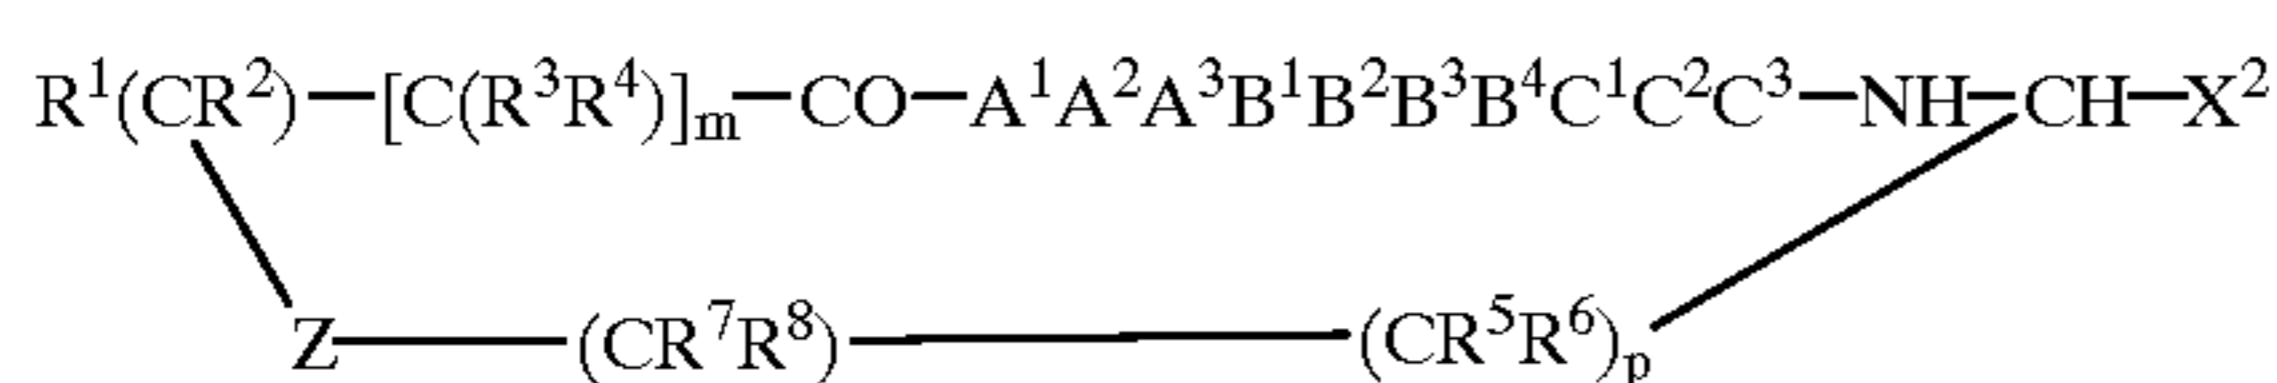 R¹(CR²)—[C(R³R⁴)]ₘ—CO—A¹A²A³B¹B²B³B⁴C¹C²C³—NH—CH—X²
Z—(CR⁷R⁸)—(CR⁵R⁶)ₚ